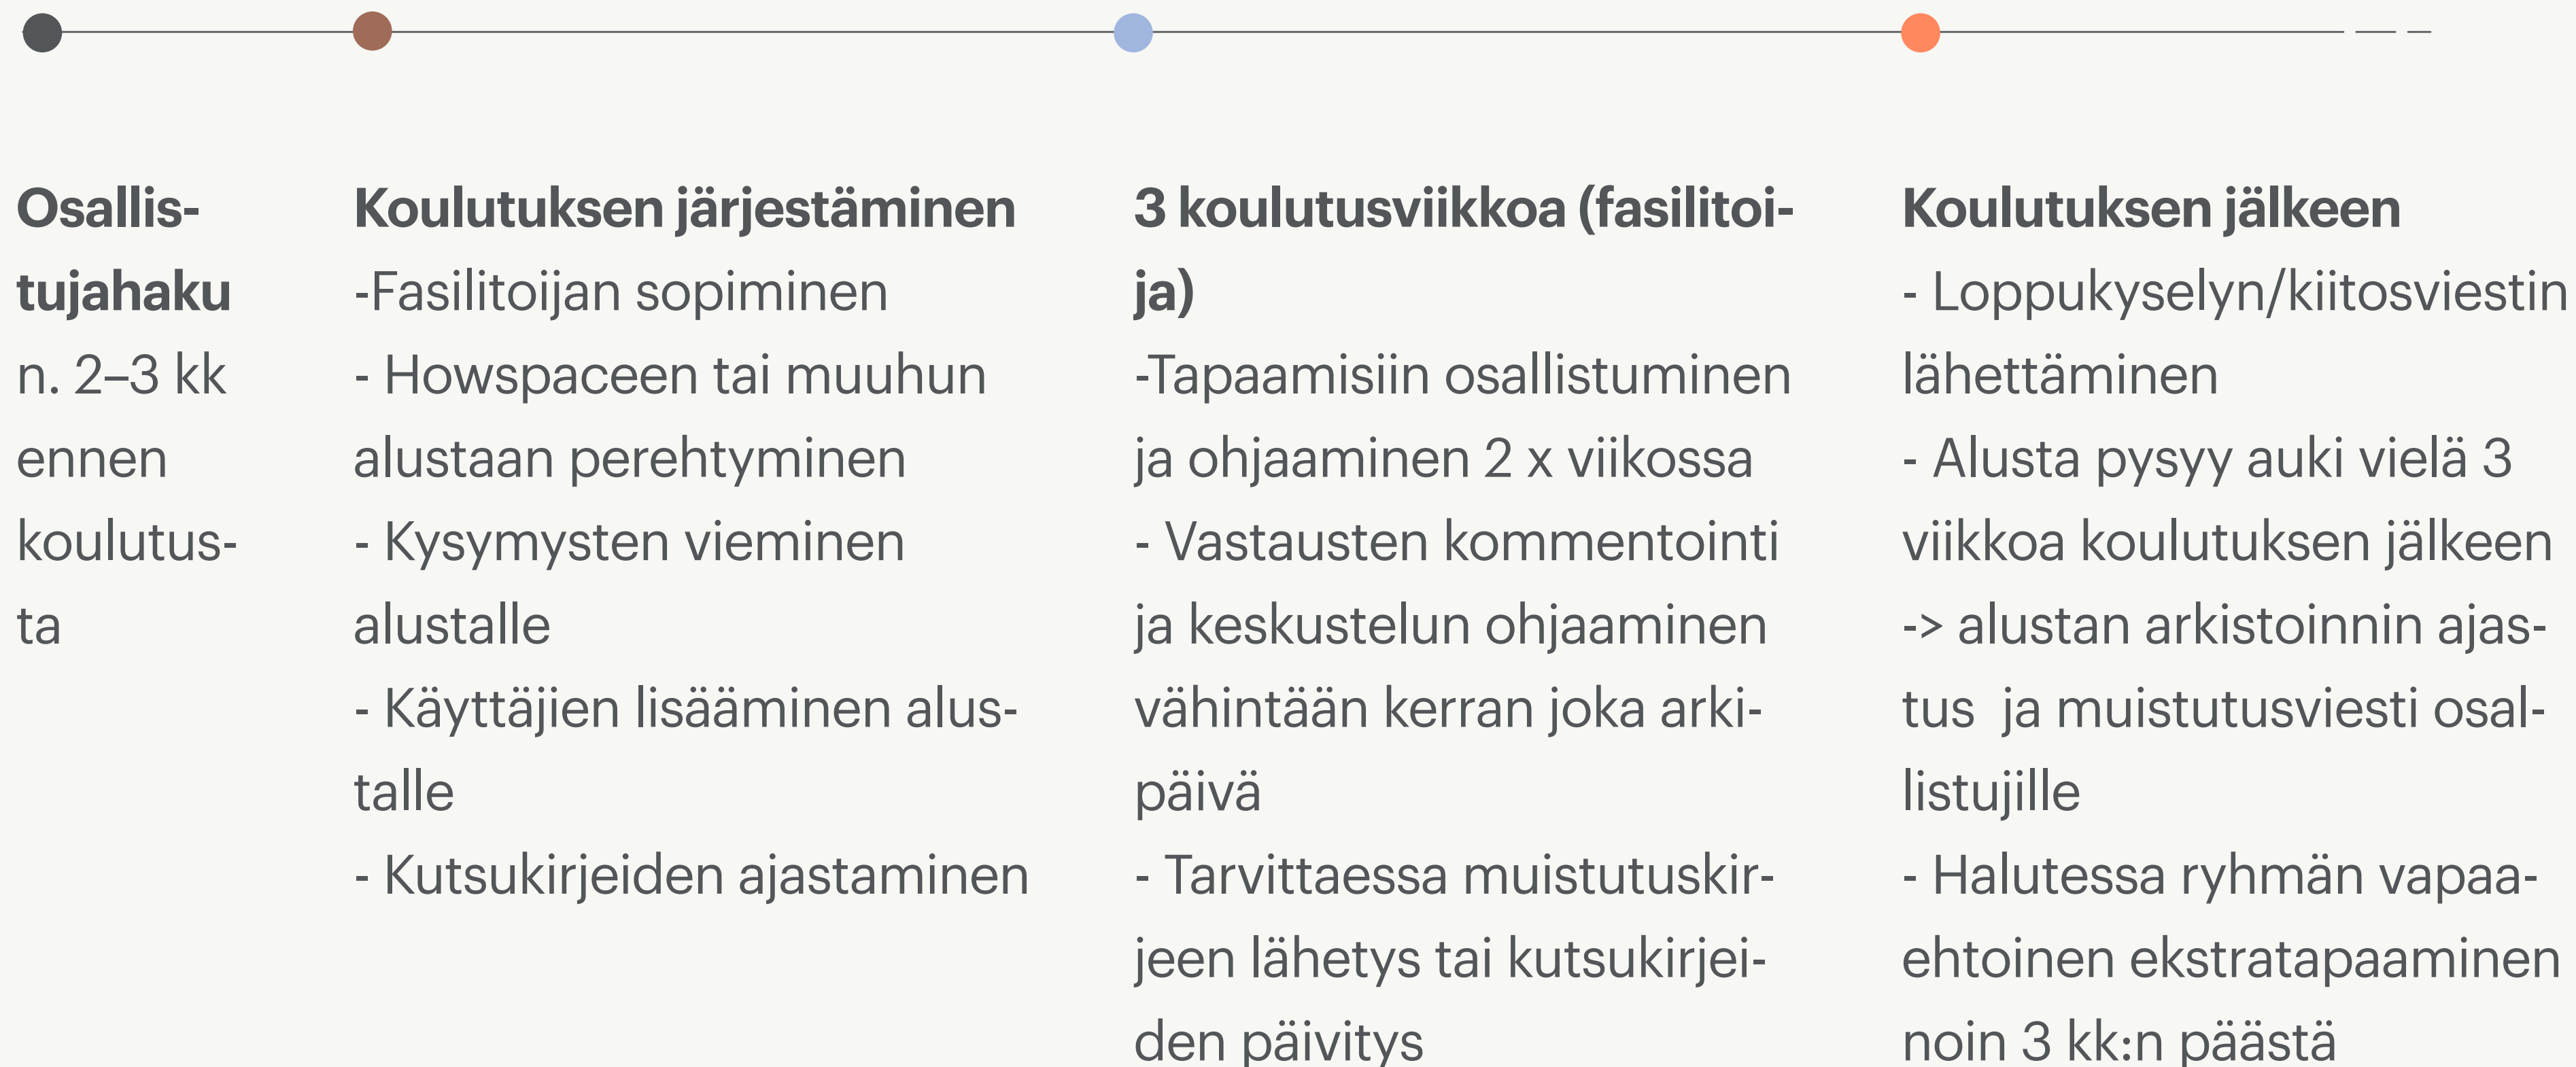 Osallis-
tujahaku
n. 2–3 kk
ennen
koulutus-
ta
Koulutuksen järjestäminen
-Fasilitoijan sopiminen
- Howspaceen tai muuhun
alustaan perehtyminen
- Kysymysten vieminen
alustalle
- Käyttäjien lisääminen alus-
talle
- Kutsukirjeiden ajastaminen
3 koulutusviikkoa (fasilitoi-
ja)
-Tapaamisiin osallistuminen
ja ohjaaminen 2 x viikossa
- Vastausten kommentointi
ja keskustelun ohjaaminen
vähintään kerran joka arki-
päivä
- Tarvittaessa muistutuskir-
jeen lähetys tai kutsukirjei-
den päivitys
Koulutuksen jälkeen
- Loppukyselyn/kiitosviestin
lähettäminen
- Alusta pysyy auki vielä 3
viikkoa koulutuksen jälkeen
-> alustan arkistoinnin ajas-
tus  ja muistutusviesti osal-
listujille
- Halutessa ryhmän vapaa-
ehtoinen ekstratapaaminen
noin 3 kk:n päästä